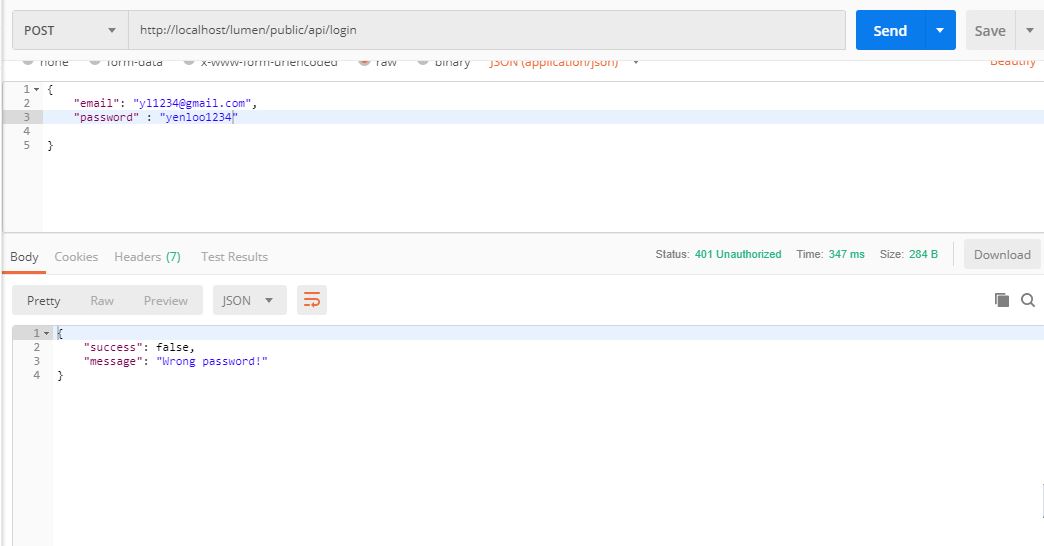 POST http://localhost/lumen/public/api/login Send Save
none form-data x-www-form-urlencoded raw binary JSON (application/json) Beautify
1 {
2 "email": "yl1234@gmail.com",
3 "password" : "yenloo1234"
4
5 }
Body Cookies Headers (7) Test Results Status: 401 Unauthorized Time: 347 ms Size: 284 B Download
Pretty Raw Preview JSON
1 {
2 "success": false,
3 "message": "Wrong password!"
4 }